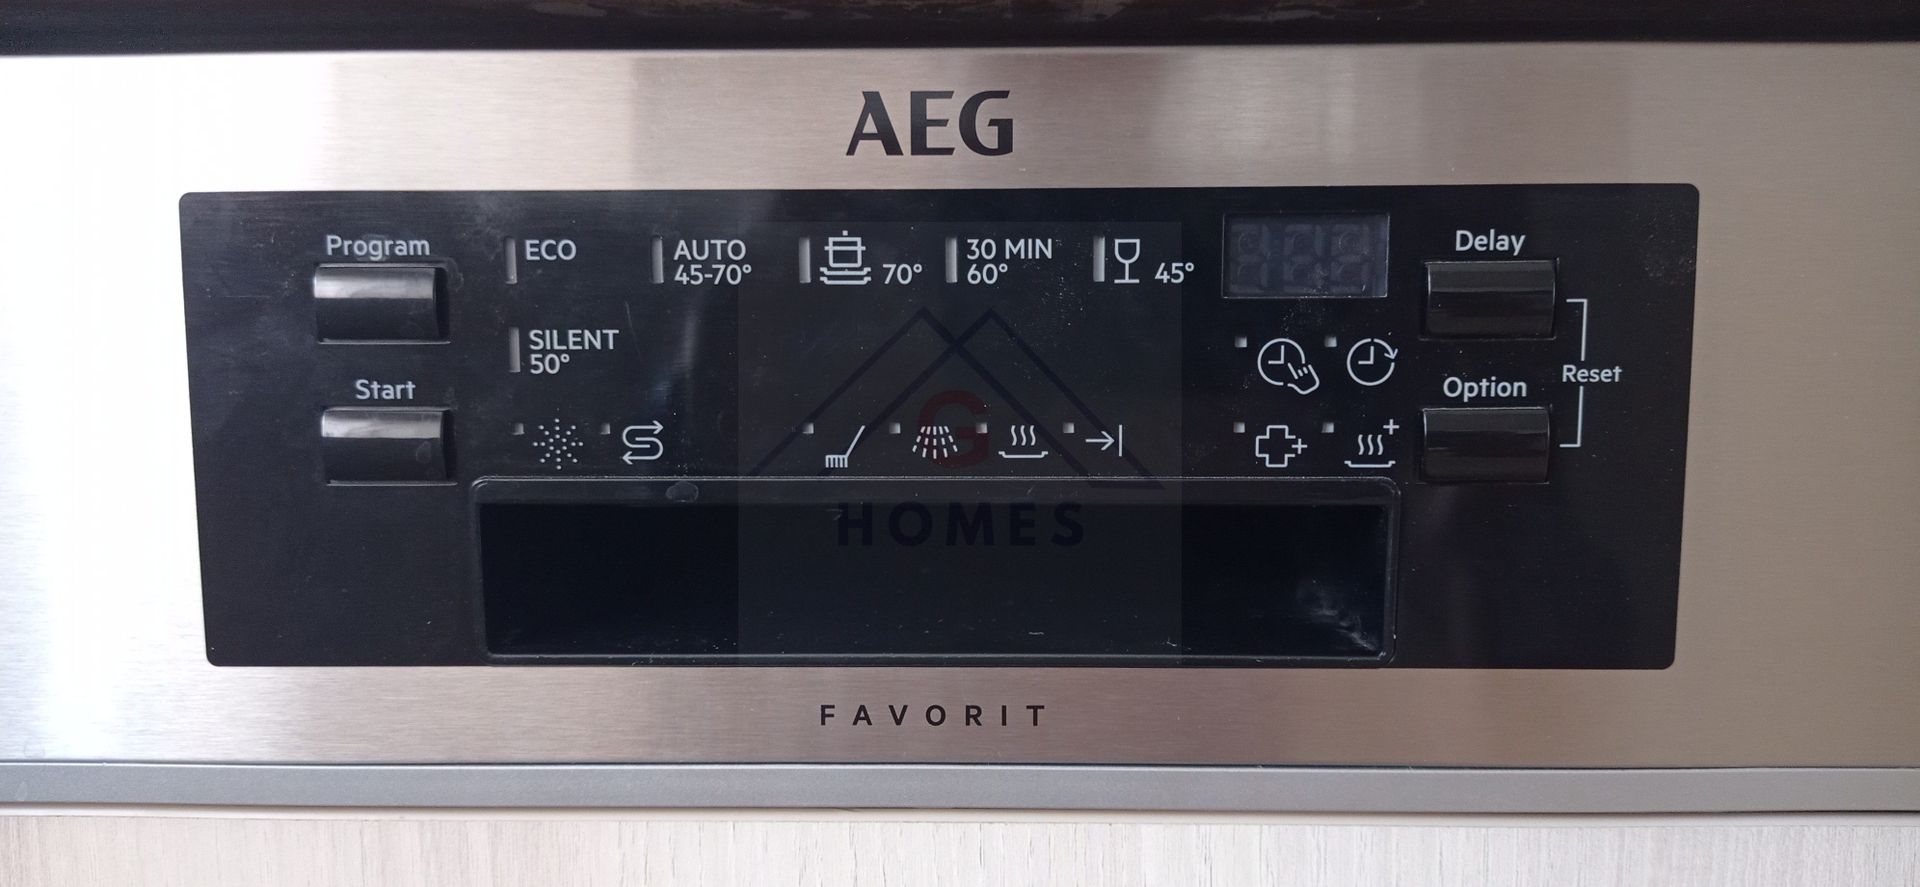 AEG
Program
ECO
AUTO
45-70°
70°
30 MIN
60°
45°
Delay
SILENT
50°
Start
Option
Reset
G
HOMES
FAVORIT